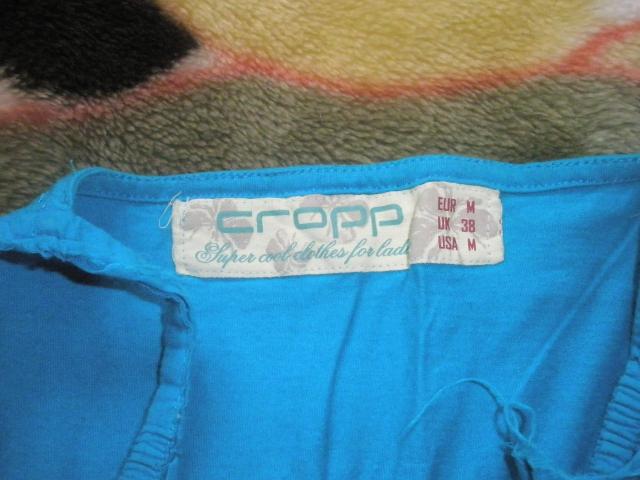 cropp
Super cool clothes for ladi
EUR M
UK 38
USA M